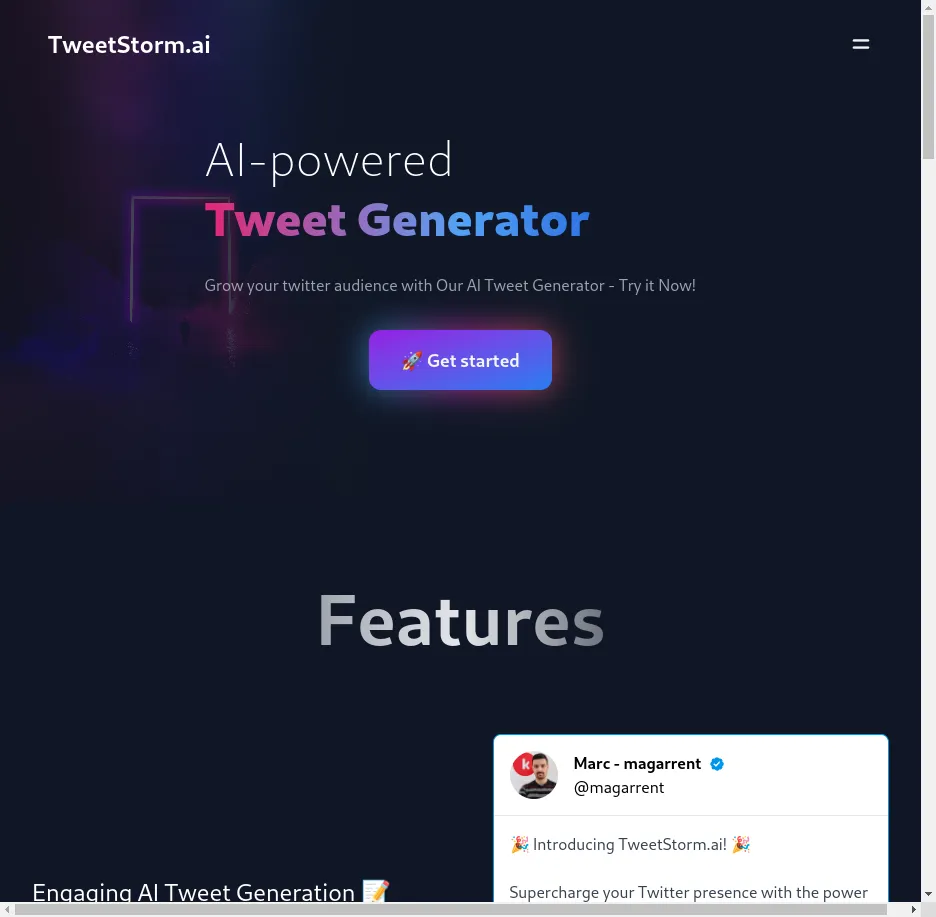 TweetStorm.ai
AI-powered
Tweet Generator
Grow your twitter audience with Our AI Tweet Generator - Try it Now!
🚀 Get started
Features
Marc - magarrent
@magarrent
🎉 Introducing TweetStorm.ai! 🎉
Engaging AI Tweet Generation 📝
Supercharge your Twitter presence with the power